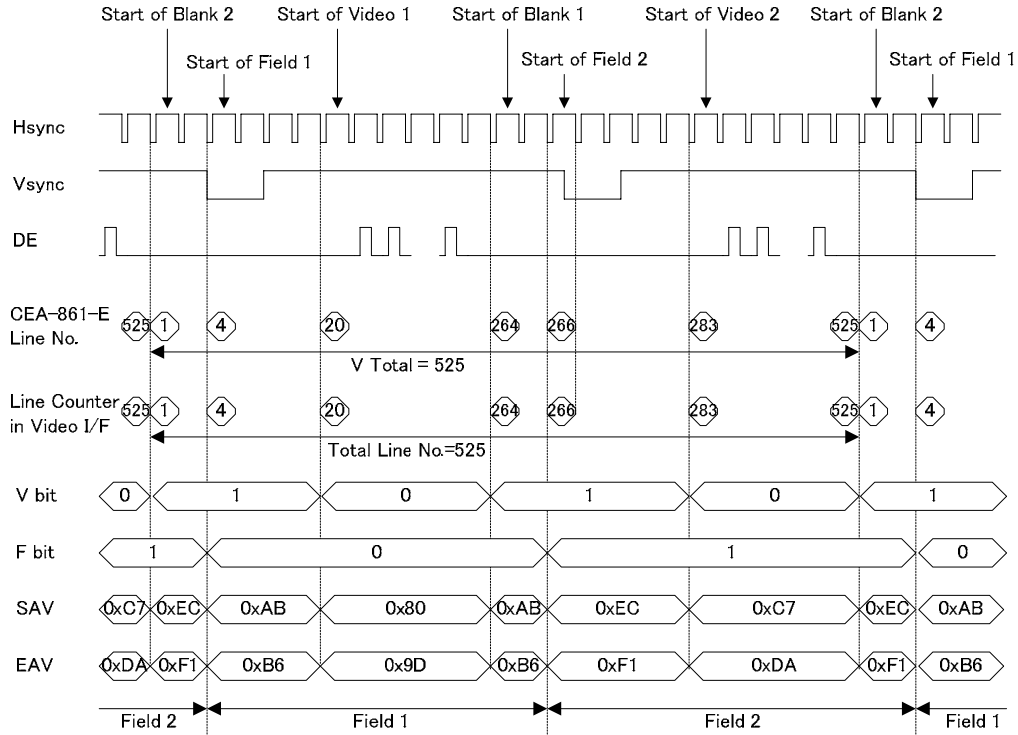 Start of Blank 2 Start of Video 1 Start of Blank 1 Start of Video 2 Start of Blank 2
Start of Field 1 Start of Field 2 Start of Field 1
Hsync
Vsync
DE
CEA-861-E
Line No.
525 1 4 20 264 266 283 525 1 4
V Total = 525
Line Counter
in Video I/F
525 1 4 20 264 266 283 525 1 4
Total Line No.=525
V bit 0 1 0 1 0 1
F bit 1 0 1 0
SAV 0xC7 0xEC 0xAB 0x80 0xAB 0xEC 0xC7 0xEC 0xAB
EAV 0xDA 0xF1 0xB6 0x9D 0xB6 0xF1 0xDA 0xF1 0xB6
Field 2 Field 1 Field 2 Field 1